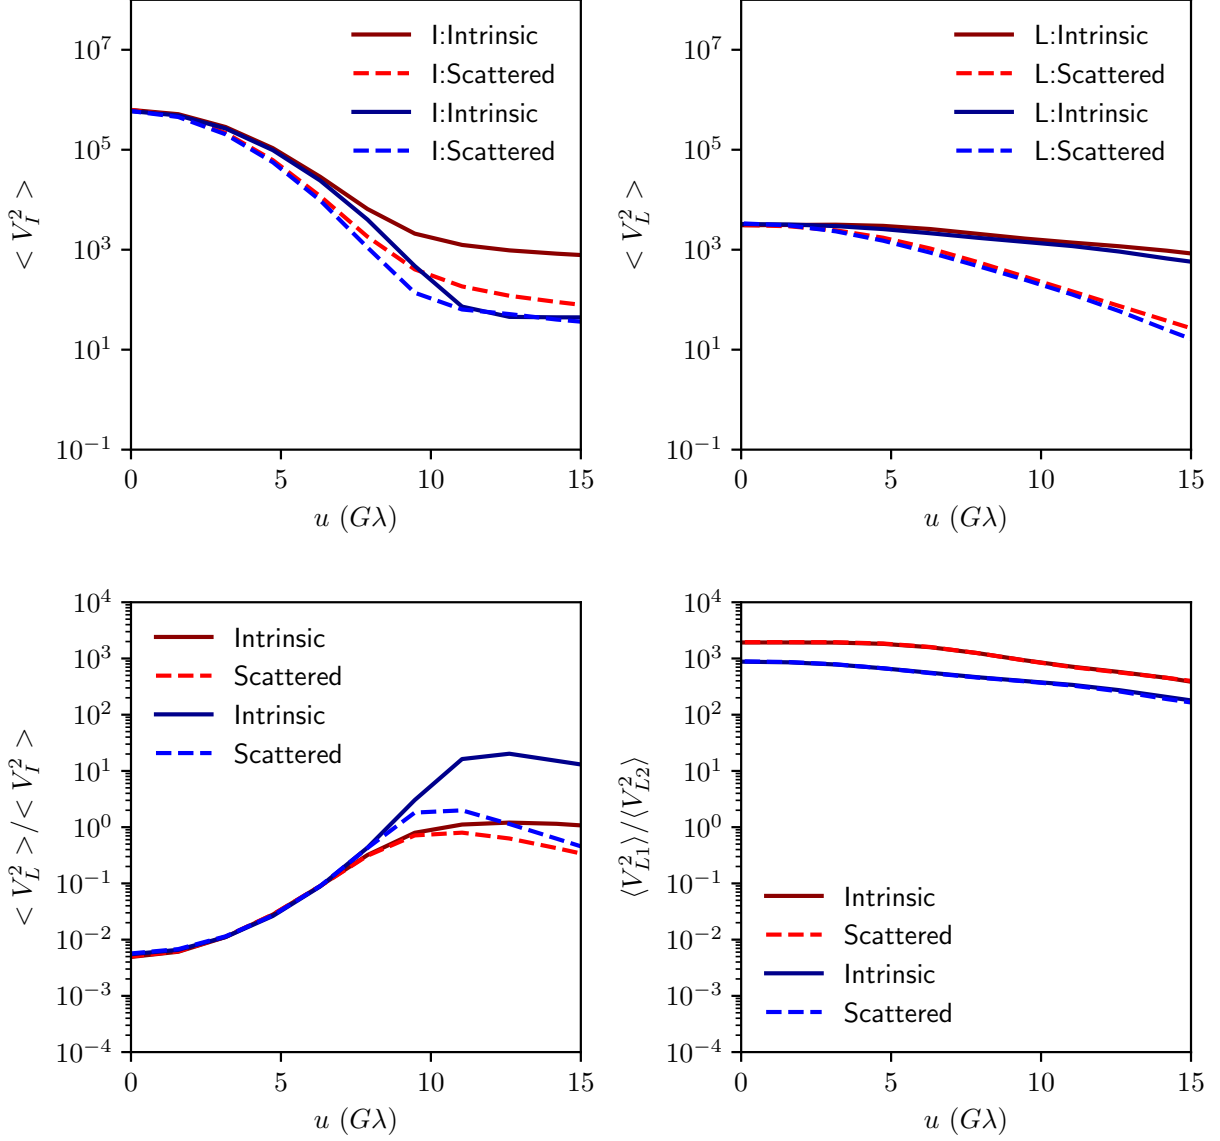 10^7
10^5
10^3
10^1
10^{-1}
< V_I^2 >
I:Intrinsic
I:Scattered
I:Intrinsic
I:Scattered
0 5 10 15
u (Gλ)
10^7
10^5
10^3
10^1
10^{-1}
< V_L^2 >
L:Intrinsic
L:Scattered
L:Intrinsic
L:Scattered
0 5 10 15
u (Gλ)
10^4
10^3
10^2
10^1
10^0
10^{-1}
10^{-2}
10^{-3}
10^{-4}
< V_L^2 > / < V_I^2 >
Intrinsic
Scattered
Intrinsic
Scattered
0 5 10 15
u (Gλ)
10^4
10^3
10^2
10^1
10^0
10^{-1}
10^{-2}
10^{-3}
10^{-4}
⟨V_{L1}^2⟩/⟨V_{L2}^2⟩
Intrinsic
Scattered
Intrinsic
Scattered
0 5 10 15
u (Gλ)